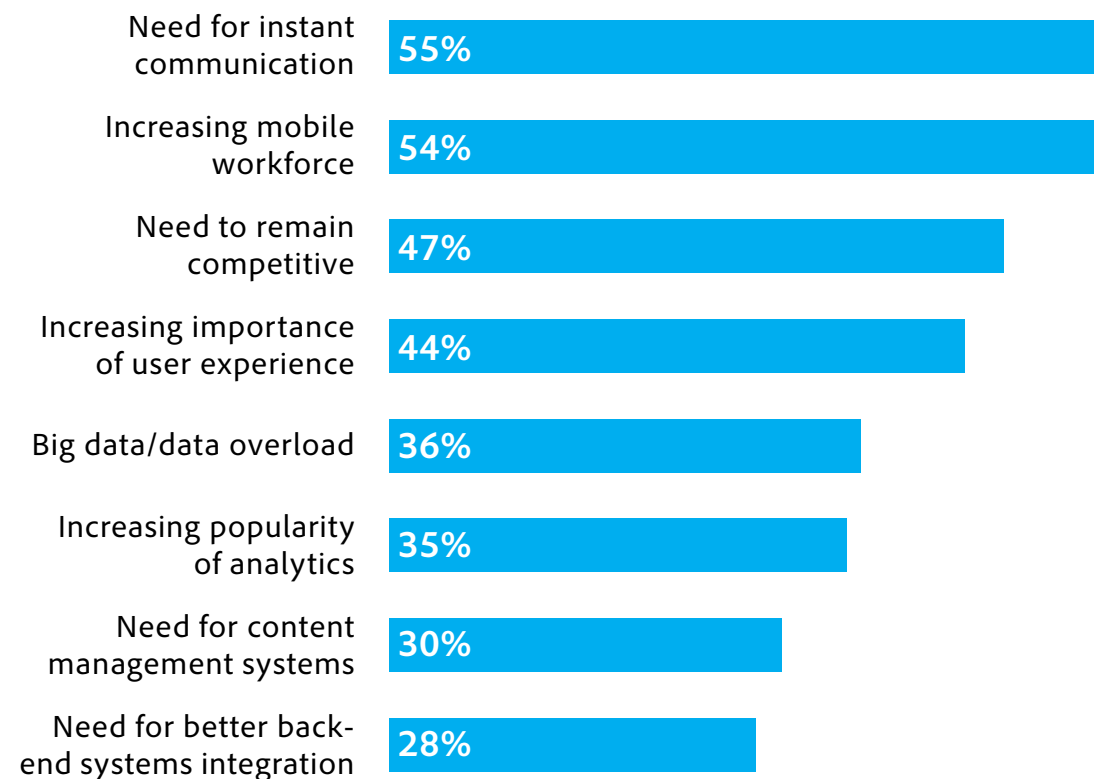 Need for instant
communication
55%
Increasing mobile
workforce
54%
Need to remain
competitive
47%
Increasing importance
of user experience
44%
Big data/data overload
36%
Increasing popularity
of analytics
35%
Need for content
management systems
30%
Need for better back-
end systems integration
28%